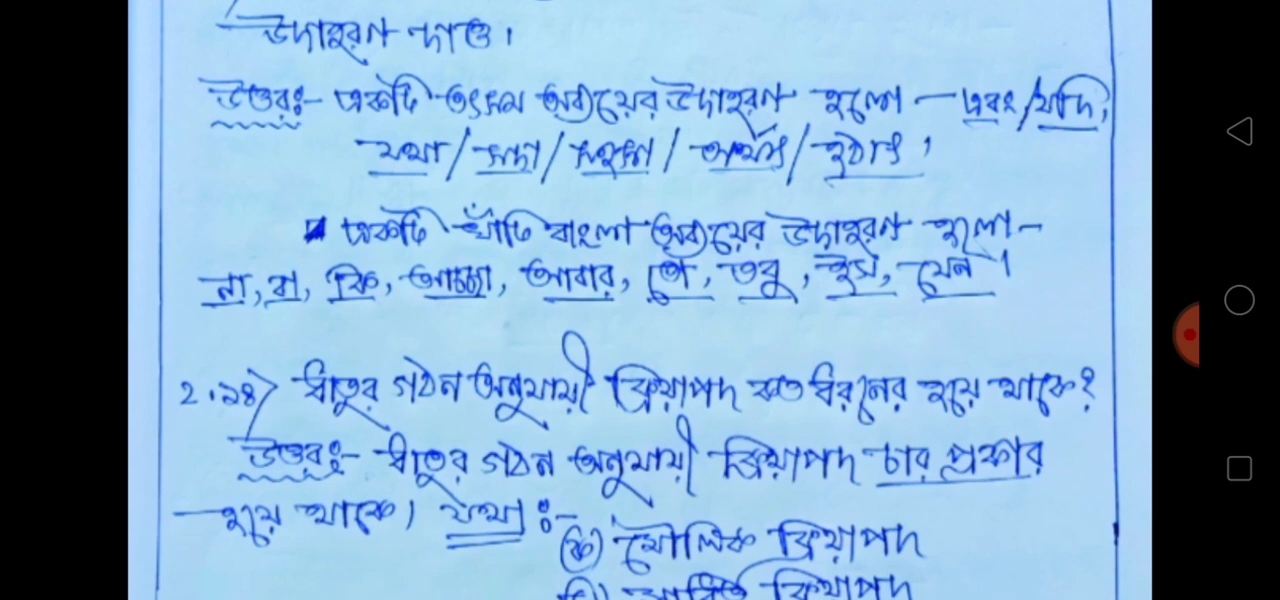 উদাহরণ দাও।
উত্তরঃ- একটি তৎসম অব্যয়ের উদাহরণ হলো - এবং/যদি,
যথা/সদা/সহসা/অর্থাৎ/হঠাৎ,
একটি খাঁটি বাংলা অব্যয়ের উদাহরণ হলো-
না, বা, কি, আচ্ছা, আবার, তো, তবু, হুস, যেন।
২.১৪) ধাতুর গঠন অনুযায়ী ক্রিয়াপদ কত ধরনের হয়ে থাকে?
উত্তরঃ- ধাতুর গঠন অনুযায়ী ক্রিয়াপদ চার প্রকার
হয়ে থাকে। যথা ঃ-
(ক) মৌলিক ক্রিয়াপদ
ক্রিয়াপদ